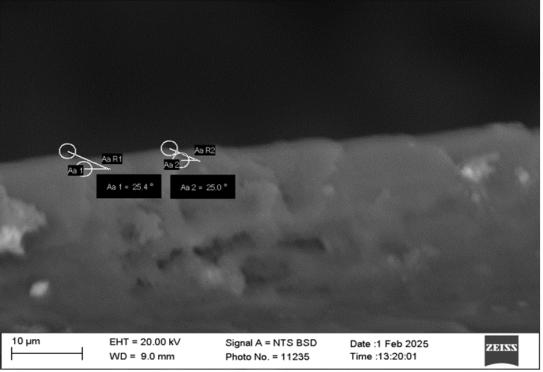 Aa R1
Aa R2
Aa 1
Aa 2
Aa 1 = 25.4 °
Aa 2 = 25.0 °
10 µm
EHT = 20.00 kV
Signal A = NTS BSD
Date :1 Feb 2025
WD = 9.0 mm
Photo No. = 11235
Time :13:20:01
ZEISS